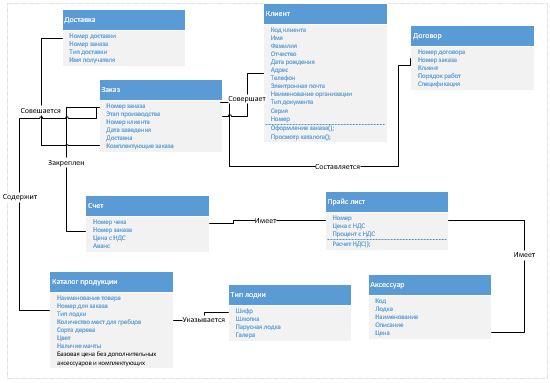 Доставка
Номер доставки
Номер заказа
Тип доставки
Имя получателя
Клиент
Код клиента
Имя
Фамилия
Отчество
Дата рождения
Адрес
Телефон
Электронная почта
Наименование организации
Тип документа
Серия
Номер
Оформление заказа();
Просмотр каталога();
Договор
Номер договора
Номер заказа
Клиент
Порядок работ
Спецификация
Заказ
Номер заказа
Этап производства
Номер клиента
Дата заведения
Доставка
Комплектующие заказа
Совещается
Совершает
Закреплен
Составляется
Содержит
Счет
Номер чека
Номер заказа
Цена с НДС
Аванс
Имеет
Прайс лист
Номер
Цена с НДС
Процент с НДС
Расчет НДС();
Имеет
Каталог продукции
Наименование товара
Номер для заказа
Тип лодки
Количество мест для гребцов
Сорта дерева
Цвет
Наличие мачты
Базовая цена без дополнительных
аксессуаров и комплектующих
Указывается
Тип лодки
Шифр
Шлюпка
Парусная лодка
Галера
Аксессуар
Код
Лодка
Наименование
Описание
Цена